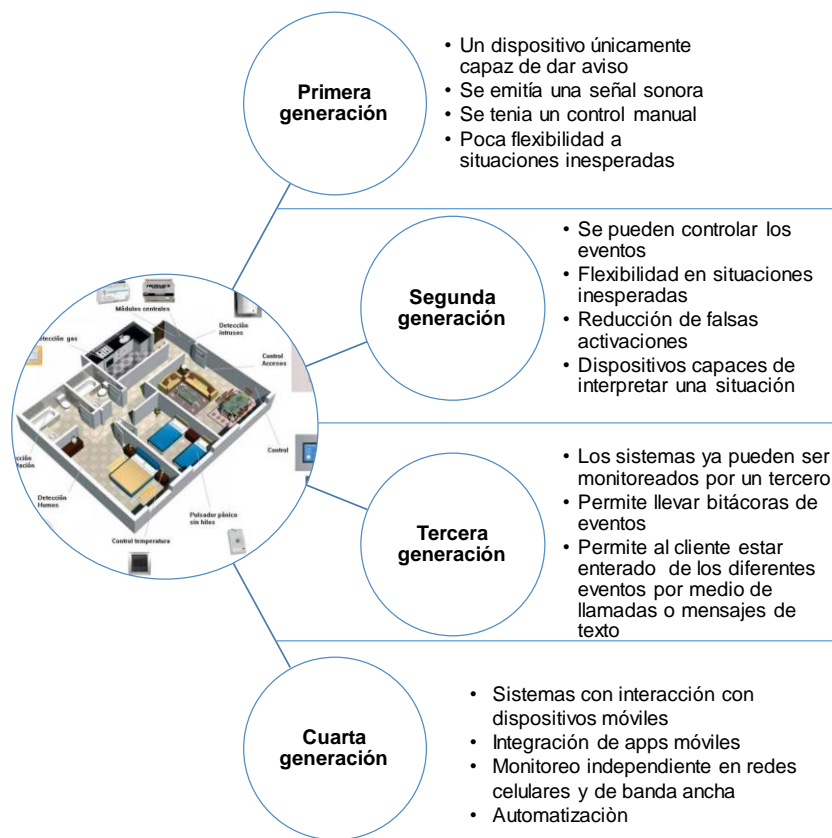 Primera
generación
• Un dispositivo únicamente
capaz de dar aviso
• Se emitía una señal sonora
• Se tenia un control manual
• Poca flexibilidad a
situaciones inesperadas
Segunda
generación
• Se pueden controlar los
eventos
• Flexibilidad en situaciones
inesperadas
• Reducción de falsas
activaciones
• Dispositivos capaces de
interpretar una situación
Tercera
generación
• Los sistemas ya pueden ser
monitoreados por un tercero
• Permite llevar bitácoras de
eventos
• Permite al cliente estar
enterado de los diferentes
eventos por medio de
llamadas o mensajes de
texto
Cuarta
generación
• Sistemas con interacción con
dispositivos móviles
• Integración de apps móviles
• Monitoreo independiente en redes
celulares y de banda ancha
• Automatizaciòn
Módulos centrales
Detección
intrusos
gas
Control
Accesos
Control
Detección
Humos
Pulsador pánico
sin hilos
Control temperatura